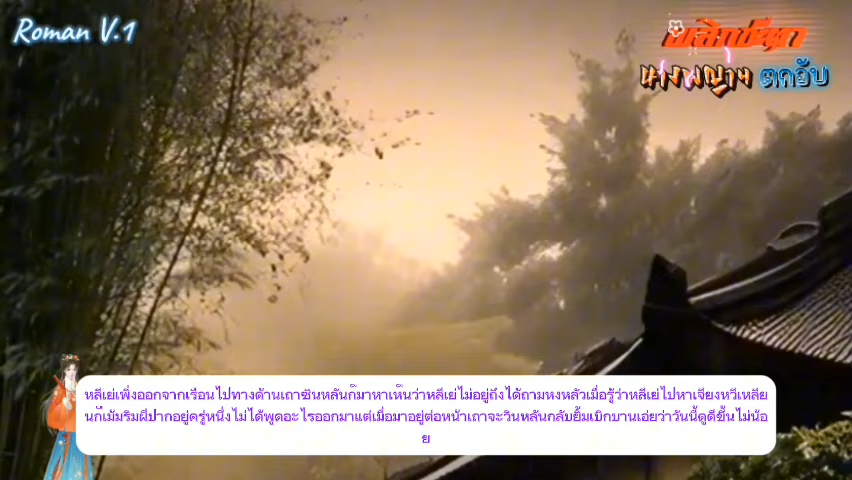 Roman V.1
พลิกชะตา
นางพญาฯ ตกอับ
หลีเย่เพิ่งออกจากเรือนไปทางด้านเถาซินหลันก็มาหาเห็นว่าหลีเย่ไม่อยู่ถึงได้ถามหงหลัวเมื่อรู้ว่าหลีเย่ไปหาเจียงหวีเหลีย
นก็เม้มริมฝีปากอยู่ครู่หนึ่งไม่ได้พูดอะไรออกมาแต่เมื่อมาอยู่ต่อหน้าเถาจะวินหลันกลับยิ้มเบิกบานเอ่ยว่าวันนี้ดูดีขึ้นไม่น้อ
ย